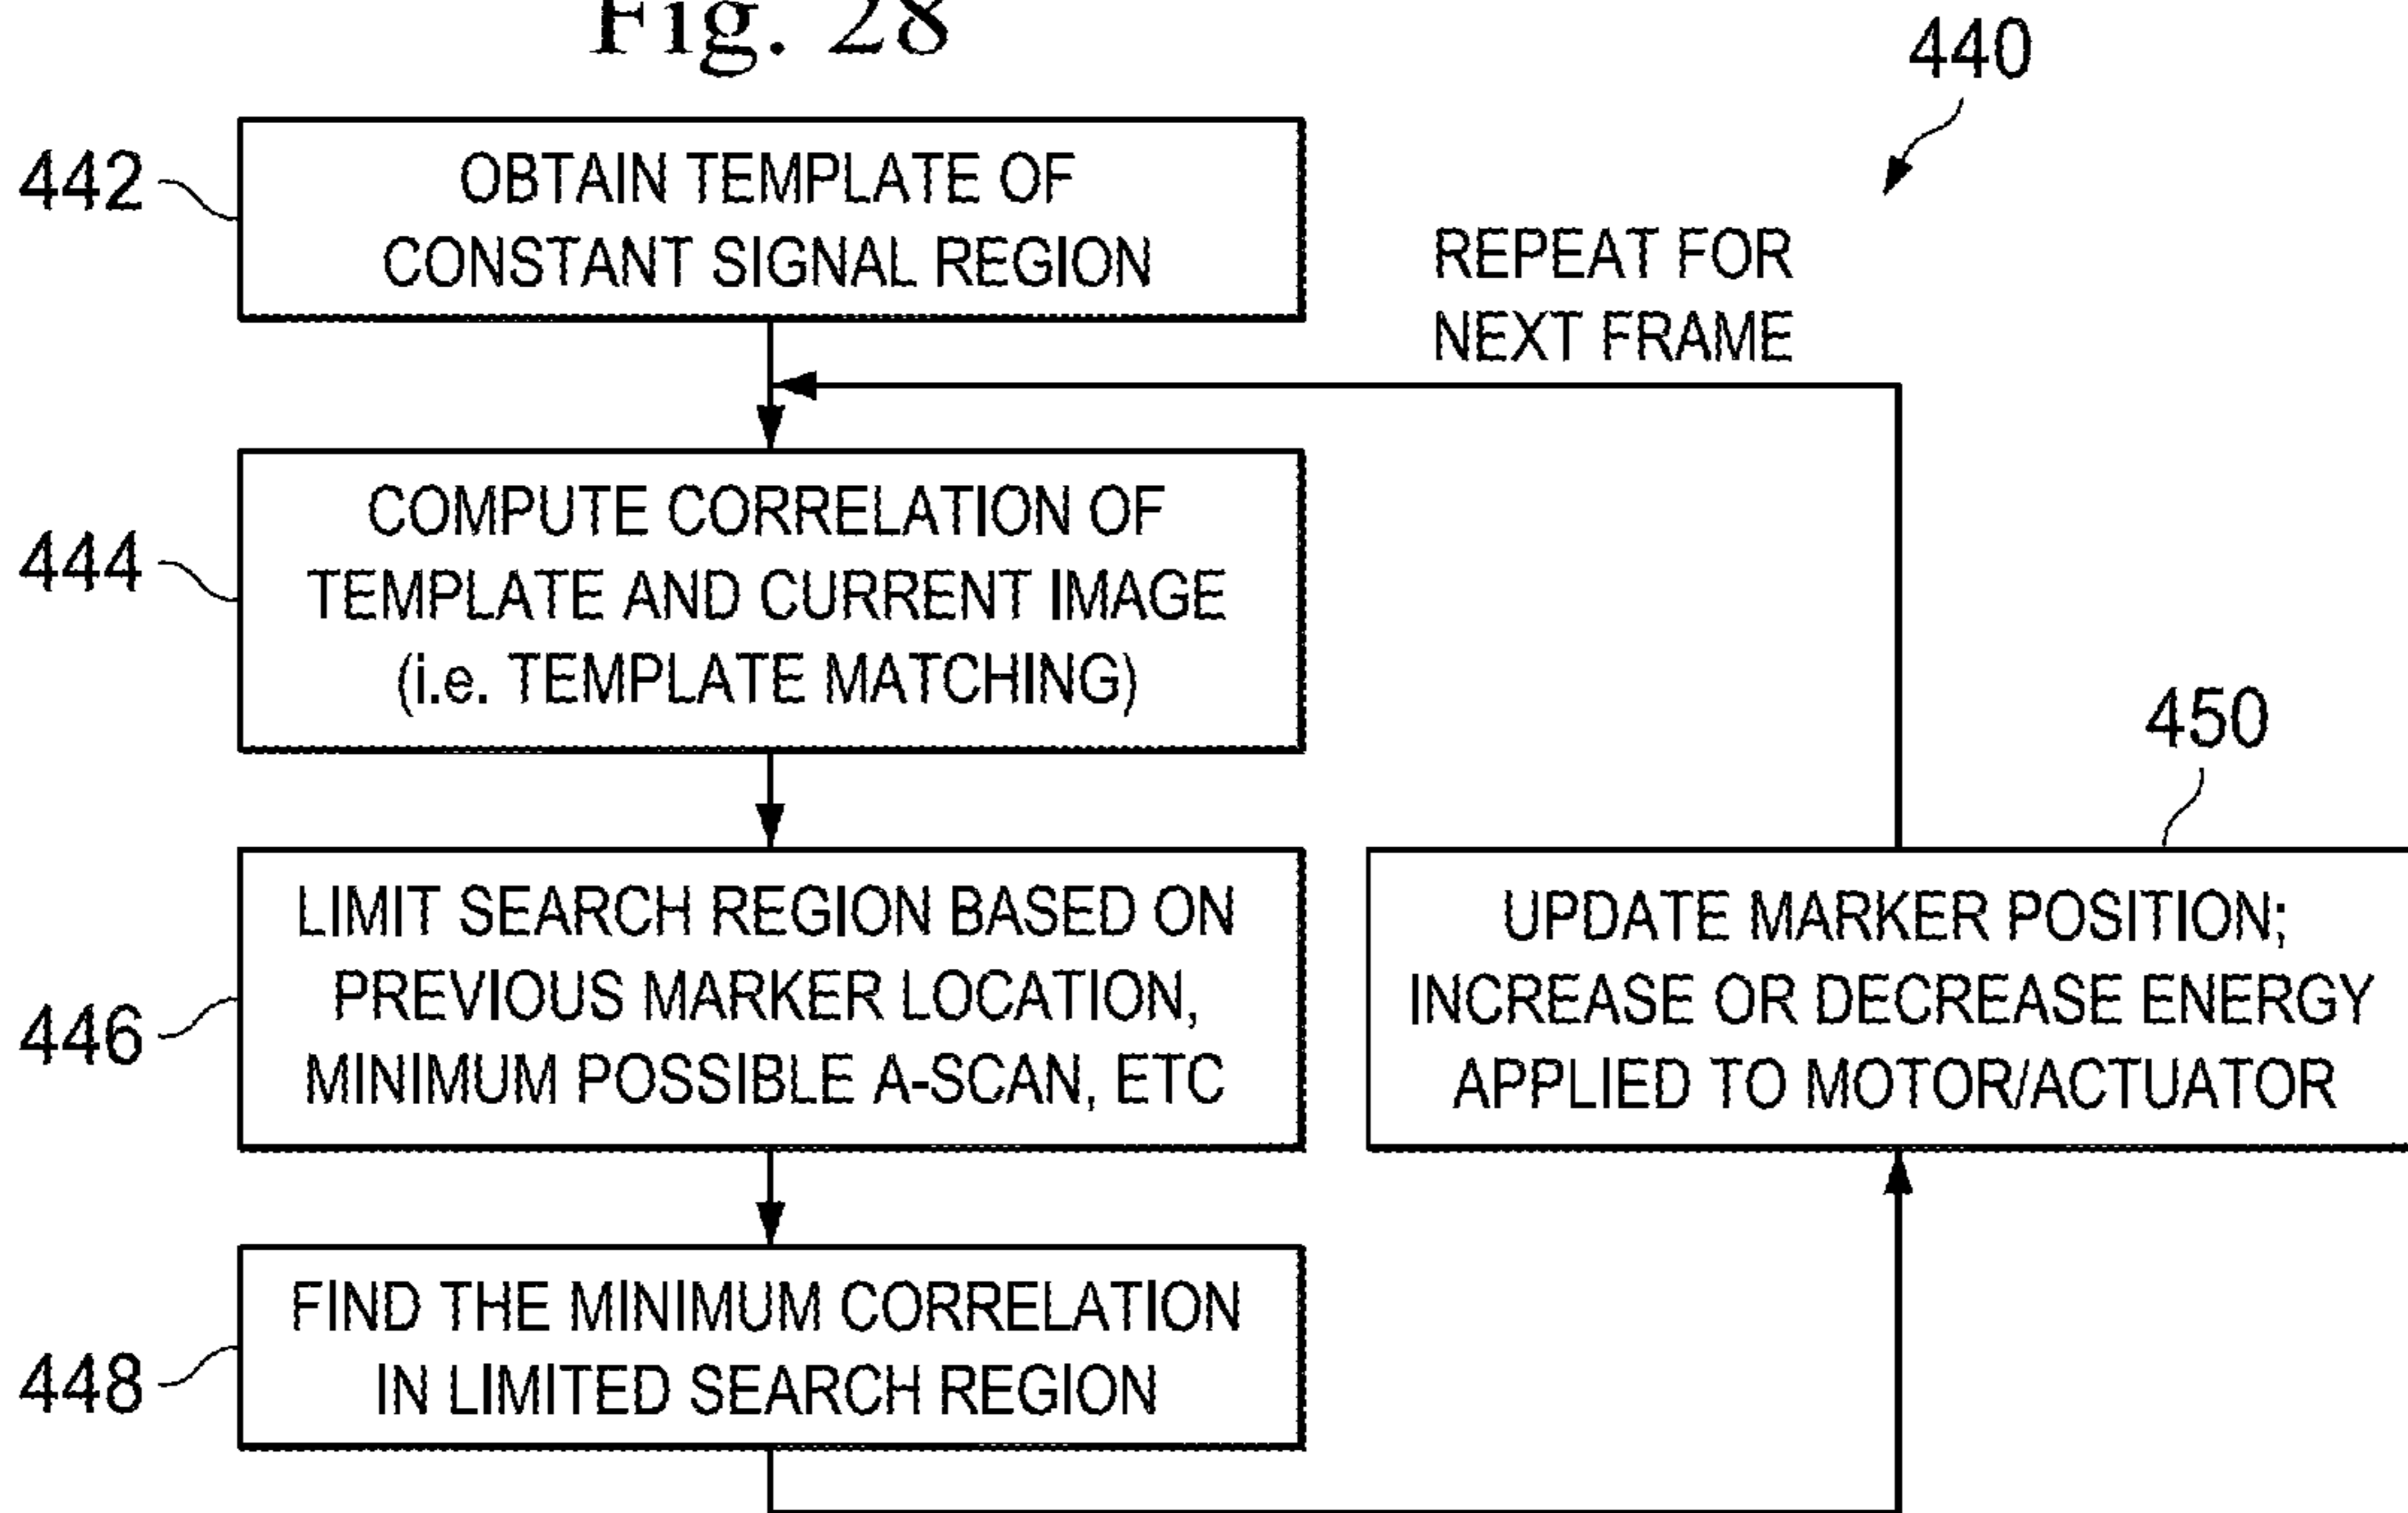 Fig. 28
440
442
OBTAIN TEMPLATE OF
CONSTANT SIGNAL REGION
REPEAT FOR
NEXT FRAME
444
COMPUTE CORRELATION OF
TEMPLATE AND CURRENT IMAGE
(i.e. TEMPLATE MATCHING)
450
446
LIMIT SEARCH REGION BASED ON
PREVIOUS MARKER LOCATION,
MINIMUM POSSIBLE A-SCAN, ETC
UPDATE MARKER POSITION;
INCREASE OR DECREASE ENERGY
APPLIED TO MOTOR/ACTUATOR
448
FIND THE MINIMUM CORRELATION
IN LIMITED SEARCH REGION